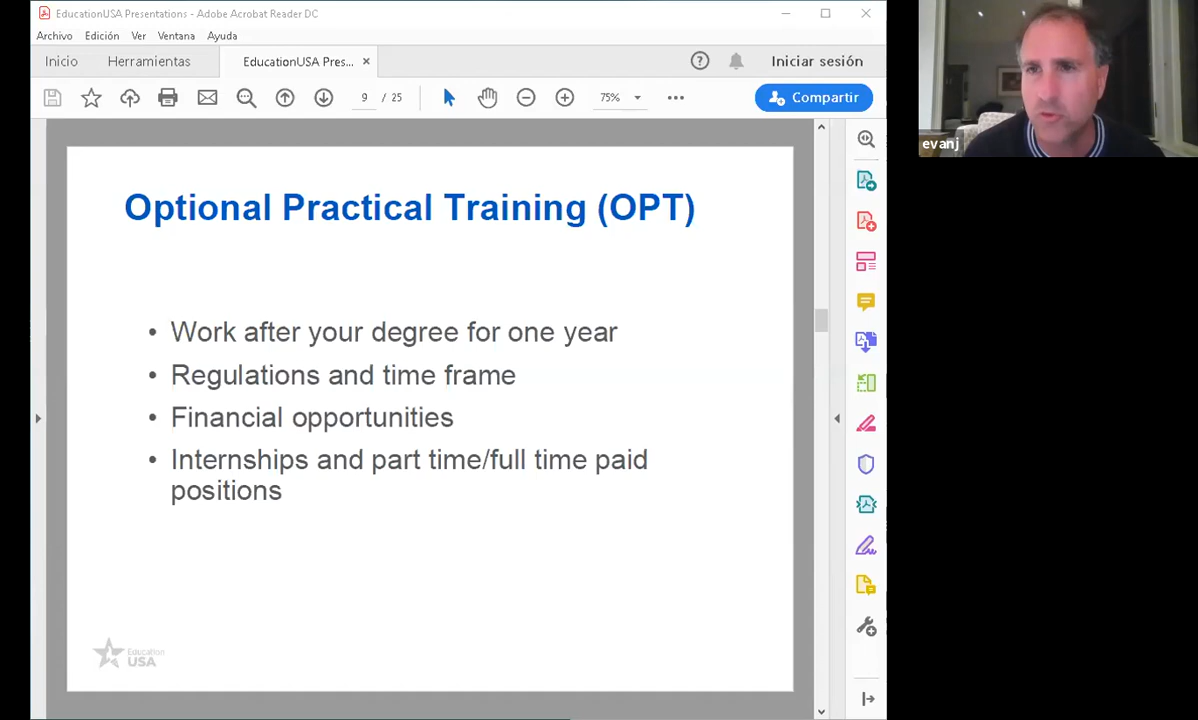 EducationUSA Presentations - Adobe Acrobat Reader DC
Archivo Edición Ver Ventana Ayuda
Inicio Herramientas EducationUSA Pres... Iniciar sesión
9 / 25 75% Compartir
evanj
Optional Practical Training (OPT)
• Work after your degree for one year
• Regulations and time frame
• Financial opportunities
• Internships and part time/full time paid
positions
Education
USA